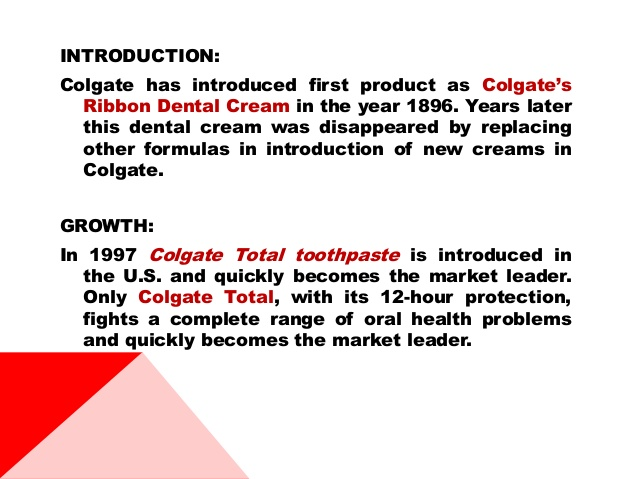 INTRODUCTION:
Colgate has introduced first product as Colgate’s
Ribbon Dental Cream in the year 1896. Years later
this dental cream was disappeared by replacing
other formulas in introduction of new creams in
Colgate.
GROWTH:
In 1997 Colgate Total toothpaste is introduced in
the U.S. and quickly becomes the market leader.
Only Colgate Total, with its 12-hour protection,
fights a complete range of oral health problems
and quickly becomes the market leader.